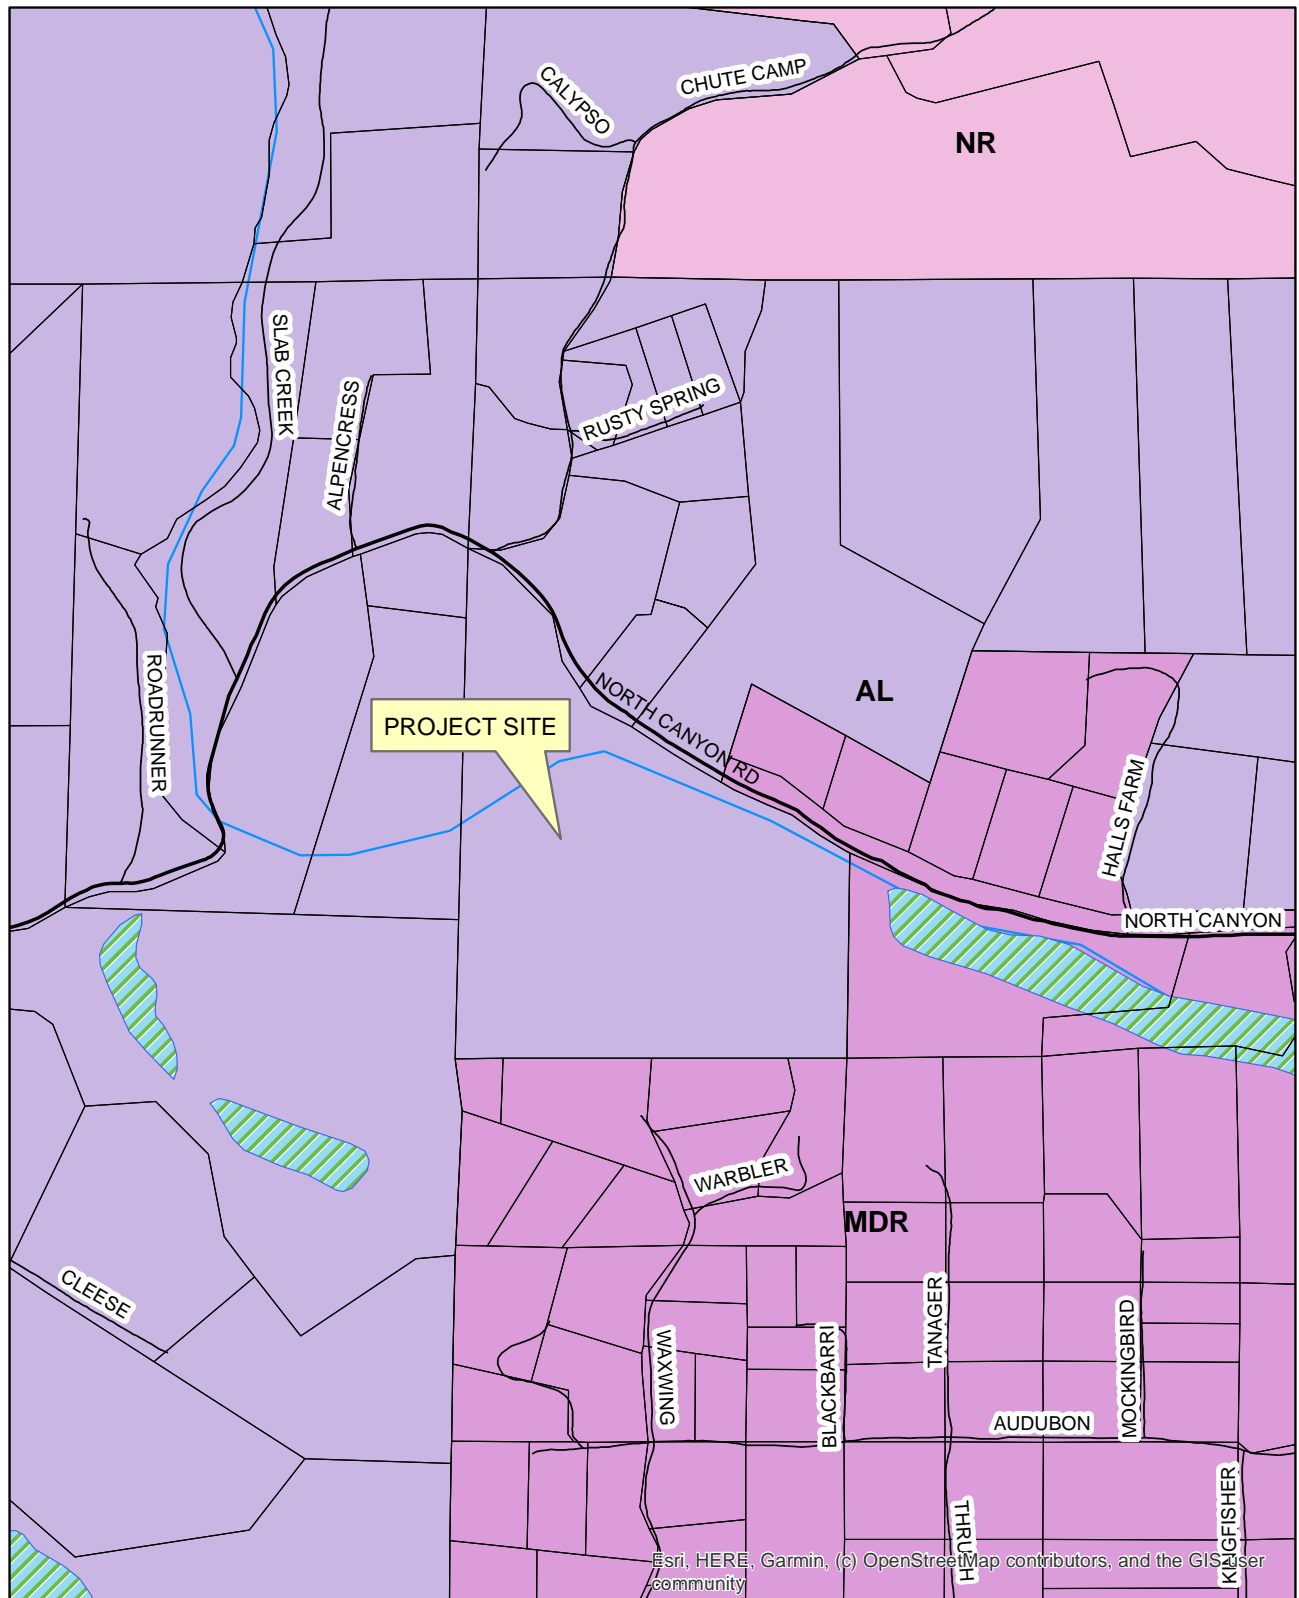 CALYPSO
CHUTE CAMP
NR
SLAB CREEK
ALPENCRESS
RUSTY SPRING
ROADRUNNER
PROJECT SITE
NORTH CANYON RD
AL
HALLS FARM
NORTH CANYON
WARBLER
MDR
CLEESE
WAXWING
BLACKBARRI
TANAGER
MOCKINGBIRD
AUDUBON
THRUSH
KINGFISHER
Esri, HERE, Garmin, (c) OpenStreetMap contributors, and the GIS user
community